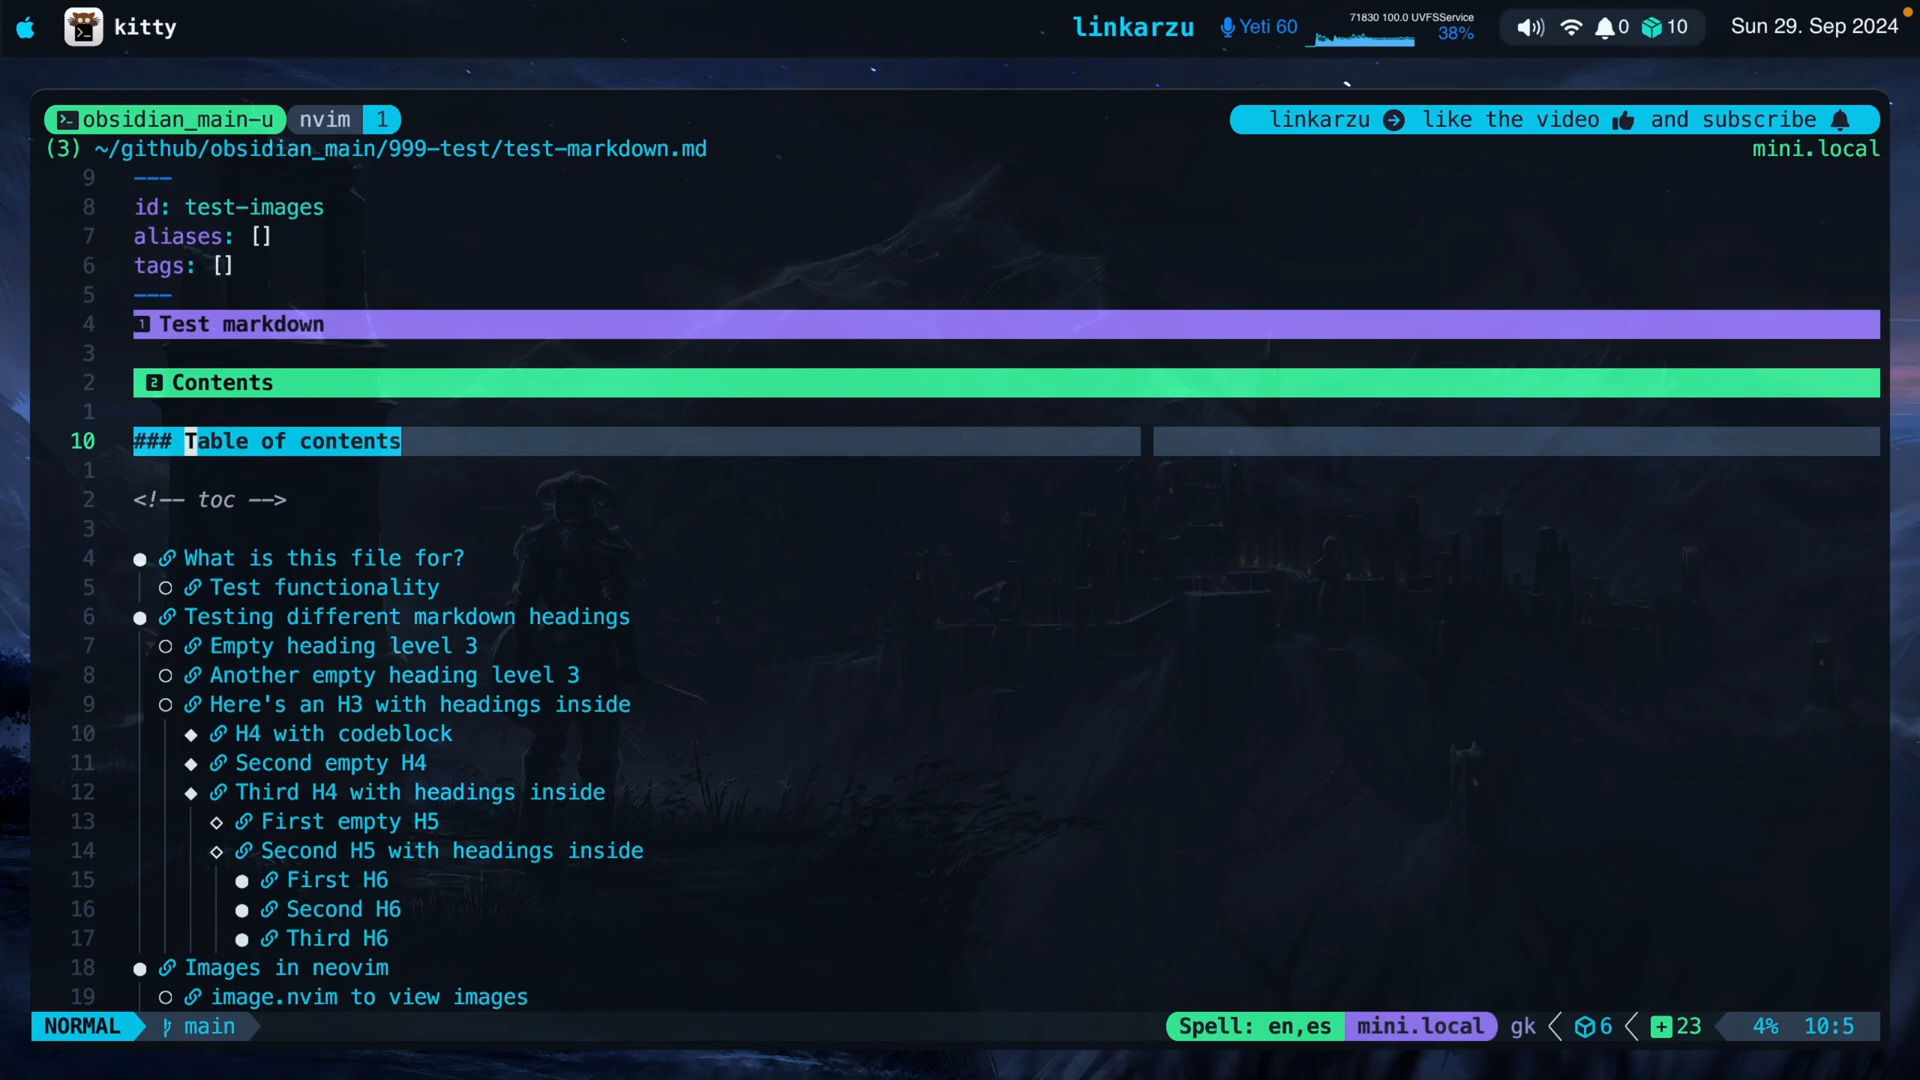 kitty
linkarzu Yeti 60 71830 100.0 UVFSService 38% 0 10 Sun 29. Sep 2024
obsidian_main-u nvim 1 linkarzu like the video and subscribe
(3) ~/github/obsidian_main/999-test/test-markdown.md mini.local
9 ---
8 id: test-images
7 aliases: []
6 tags: []
5 ---
4 1 Test markdown
3
2 2 Contents
1
10 ### Table of contents
1
2 <!-- toc -->
3
4 What is this file for?
5 Test functionality
6 Testing different markdown headings
7 Empty heading level 3
8 Another empty heading level 3
9 Here's an H3 with headings inside
10 H4 with codeblock
11 Second empty H4
12 Third H4 with headings inside
13 First empty H5
14 Second H5 with headings inside
15 First H6
16 Second H6
17 Third H6
18 Images in neovim
19 image.nvim to view images
NORMAL main Spell: en,es mini.local gk 6 23 4% 10:5